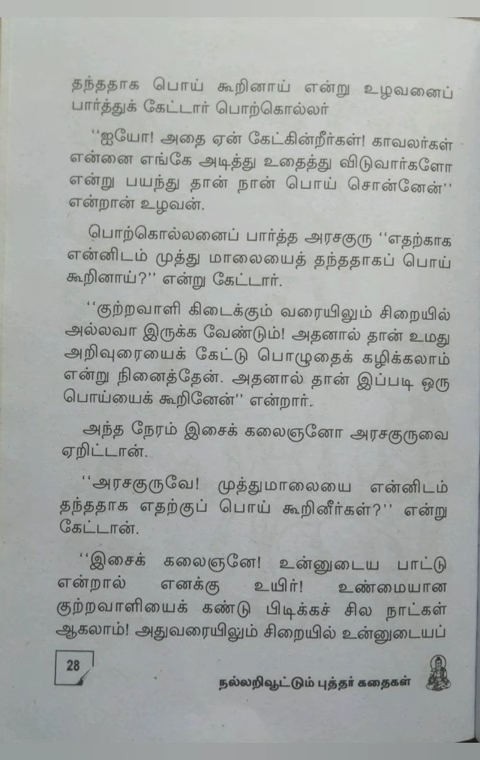 தந்ததாக பொய் கூறினாய் என்று உழவனைப்
பார்த்துக் கேட்டார் பொற்கொல்லர்
"ஐயோ! அதை ஏன் கேட்கின்றீர்கள்! காவலர்கள்
என்னை எங்கே அடித்து உதைத்து விடுவார்களோ
என்று பயந்து தான் நான் பொய் சொன்னேன்"
என்றான் உழவன்.
பொற்கொல்லனைப் பார்த்த அரசகுரு "எதற்காக
என்னிடம் முத்து மாலையைத் தந்ததாகப் பொய்
கூறினாய்?" என்று கேட்டார்.
"குற்றவாளி கிடைக்கும் வரையிலும் சிறையில்
அல்லவா இருக்க வேண்டும்! அதனால் தான் உமது
அறிவுரையைக் கேட்டு பொழுதைக் கழிக்கலாம்
என்று நினைத்தேன். அதனால் தான் இப்படி ஒரு
பொய்யைக் கூறினேன்" என்றார்.
அந்த நேரம் இசைக் கலைஞனோ அரசகுருவை
ஏறிட்டான்.
"அரசகுருவே! முத்துமாலையை என்னிடம்
தந்ததாக எதற்குப் பொய் கூறினீர்கள்?" என்று
கேட்டான்.
"இசைக் கலைஞனே! உன்னுடைய பாட்டு
என்றால் எனக்கு உயிர்! உண்மையான
குற்றவாளியைக் கண்டு பிடிக்கச் சில நாட்கள்
ஆகலாம்! அதுவரையிலும் சிறையில் உன்னுடையப்
28
நல்லறிவூட்டும் புத்தர் கதைகள்